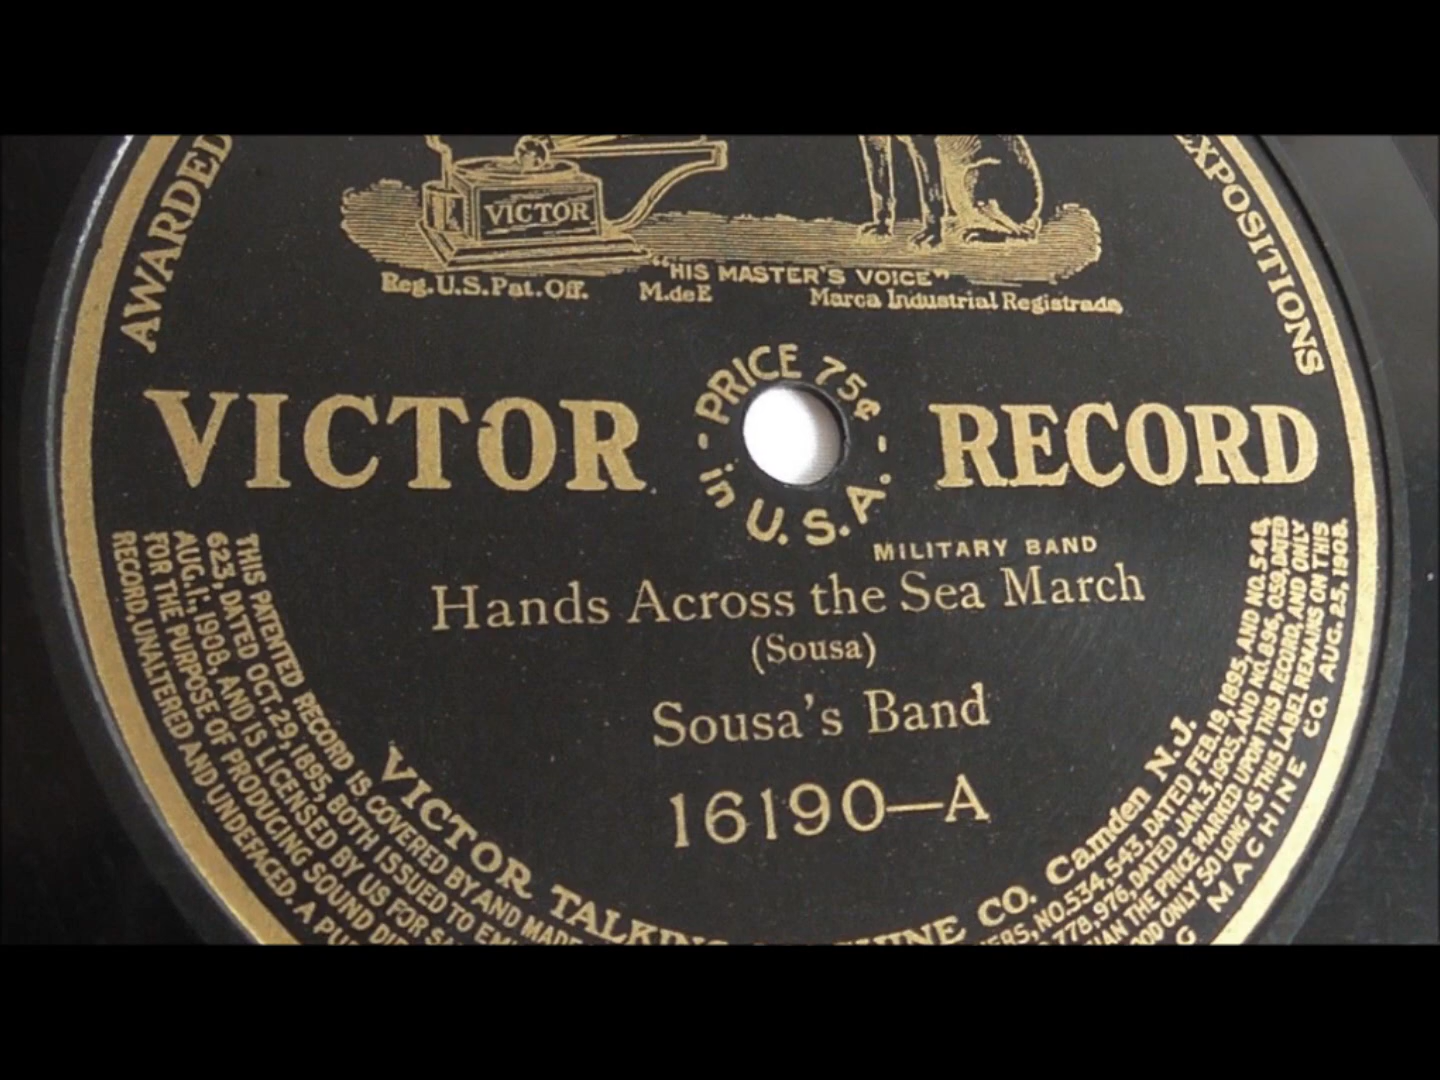 AWARDED
EXPOSITIONS
VICTOR
"HIS MASTER'S VOICE"
Reg.U.S.Pat.Off. M.deF Marca Industrial Registrada
PRICE 75¢
VICTOR RECORD
- in U.S.A. -
MILITARY BAND
Hands Across the Sea March
(Sousa)
Sousa's Band
16190—A
VICTOR TALKING MACHINE CO. Camden N.J.
THIS PATENTED RECORD IS COVERED BY AND MADE
623, DATED OCT. 29, 1895, BOTH ISSUED TO
AUG. 1, 1908, AND IS LICENSED BY US FOR
FOR THE PURPOSE OF PRODUCING SOUND
RECORD, UNALTERED AND UNDEFACED. A
NO. 534,543, DATED FEB. 19, 1895, AND NO. 548,
778,976, DATED JAN. 3, 1905, AND NO. 896,059, DATED
THAN THE PRICE MARKED UPON THIS RECORD, AND ONLY
GOOD ONLY SO LONG AS THIS LABEL REMAINS ON THIS
MACHINE CO. AUG. 25, 1908.